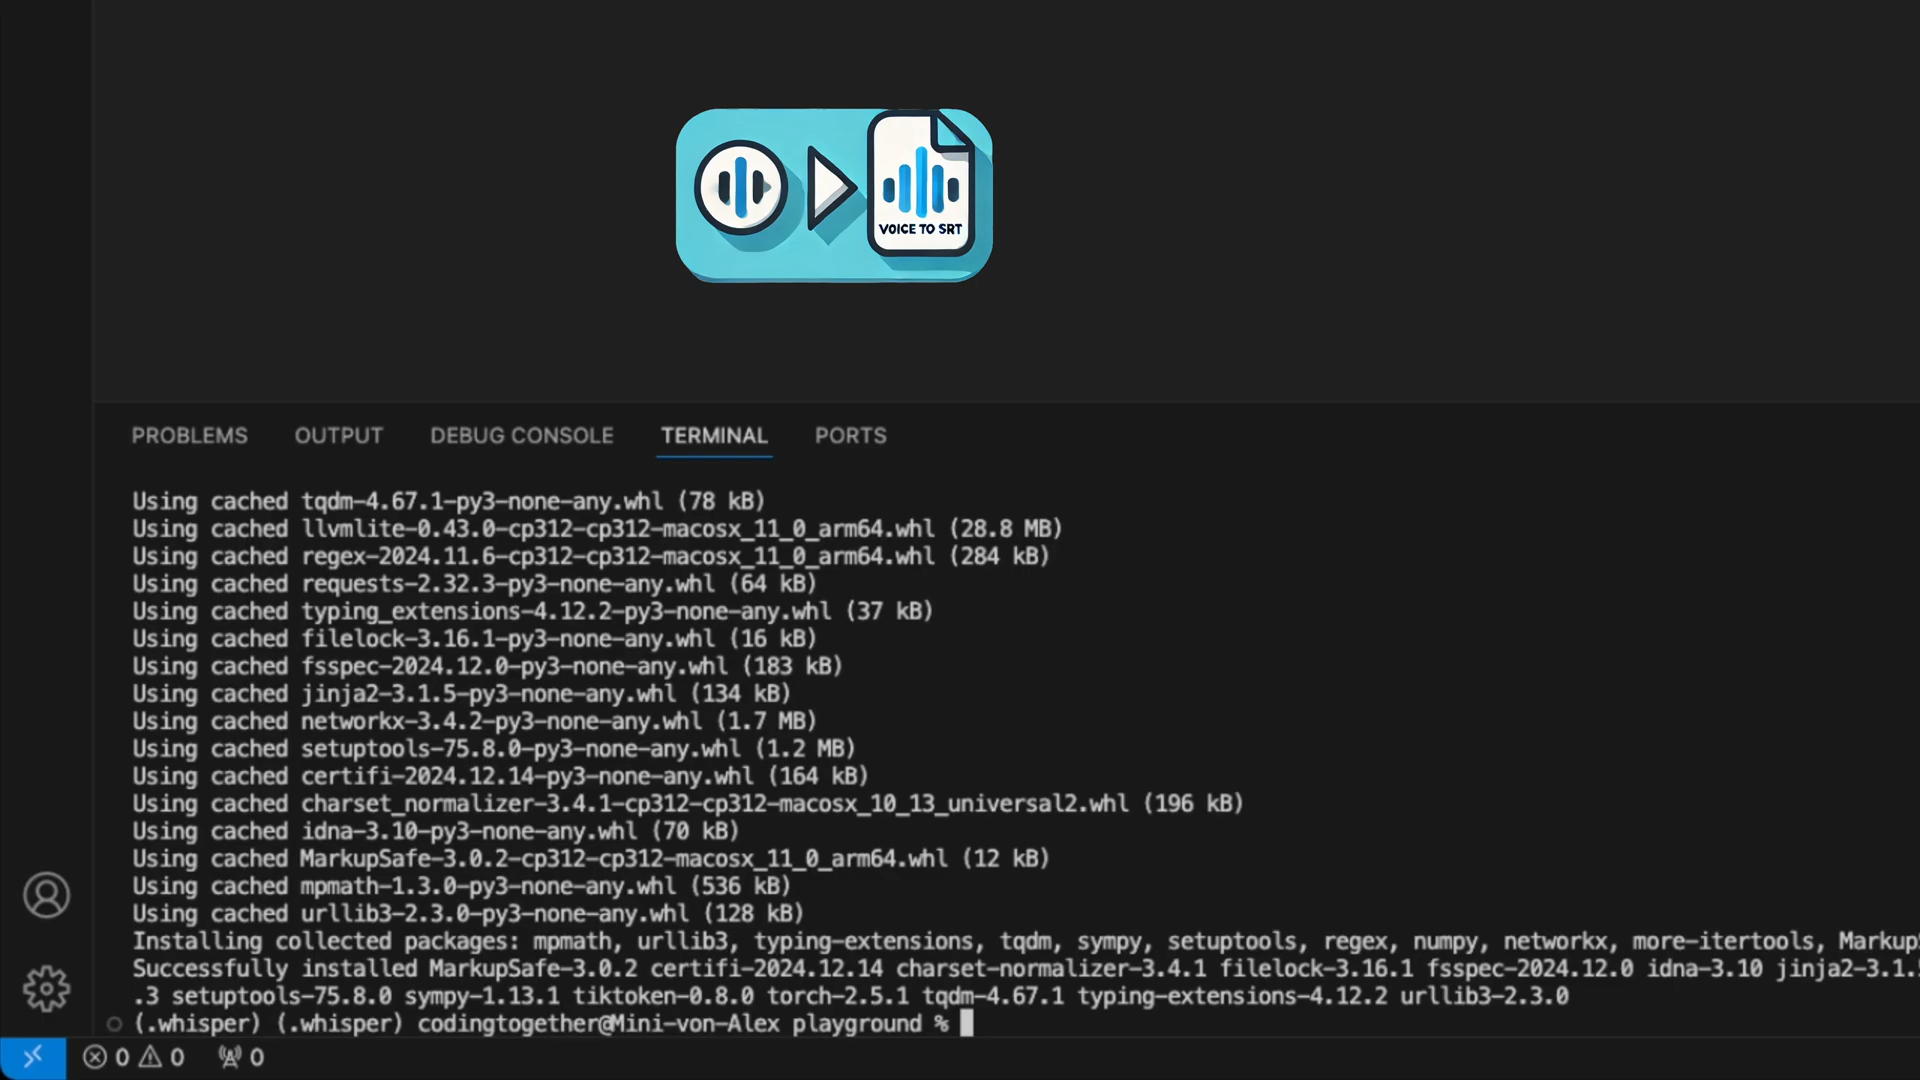 VOICE TO SRT
PROBLEMS OUTPUT DEBUG CONSOLE TERMINAL PORTS
Using cached tqdm-4.67.1-py3-none-any.whl (78 kB)
Using cached llvmlite-0.43.0-cp312-cp312-macosx_11_0_arm64.whl (28.8 MB)
Using cached regex-2024.11.6-cp312-cp312-macosx_11_0_arm64.whl (284 kB)
Using cached requests-2.32.3-py3-none-any.whl (64 kB)
Using cached typing_extensions-4.12.2-py3-none-any.whl (37 kB)
Using cached filelock-3.16.1-py3-none-any.whl (16 kB)
Using cached fsspec-2024.12.0-py3-none-any.whl (183 kB)
Using cached jinja2-3.1.5-py3-none-any.whl (134 kB)
Using cached networkx-3.4.2-py3-none-any.whl (1.7 MB)
Using cached setuptools-75.8.0-py3-none-any.whl (1.2 MB)
Using cached certifi-2024.12.14-py3-none-any.whl (164 kB)
Using cached charset_normalizer-3.4.1-cp312-cp312-macosx_10_13_universal2.whl (196 kB)
Using cached idna-3.10-py3-none-any.whl (70 kB)
Using cached MarkupSafe-3.0.2-cp312-cp312-macosx_11_0_arm64.whl (12 kB)
Using cached mpmath-1.3.0-py3-none-any.whl (536 kB)
Using cached urllib3-2.3.0-py3-none-any.whl (128 kB)
Installing collected packages: mpmath, urllib3, typing-extensions, tqdm, sympy, setuptools, regex, numpy, networkx, more-itertools, Markup
Successfully installed MarkupSafe-3.0.2 certifi-2024.12.14 charset-normalizer-3.4.1 filelock-3.16.1 fsspec-2024.12.0 idna-3.10 jinja2-3.1.5
.3 setuptools-75.8.0 sympy-1.13.1 tiktoken-0.8.0 torch-2.5.1 tqdm-4.67.1 typing-extensions-4.12.2 urllib3-2.3.0
(.whisper) (.whisper) codingtogether@Mini-von-Alex playground %
0 0 0